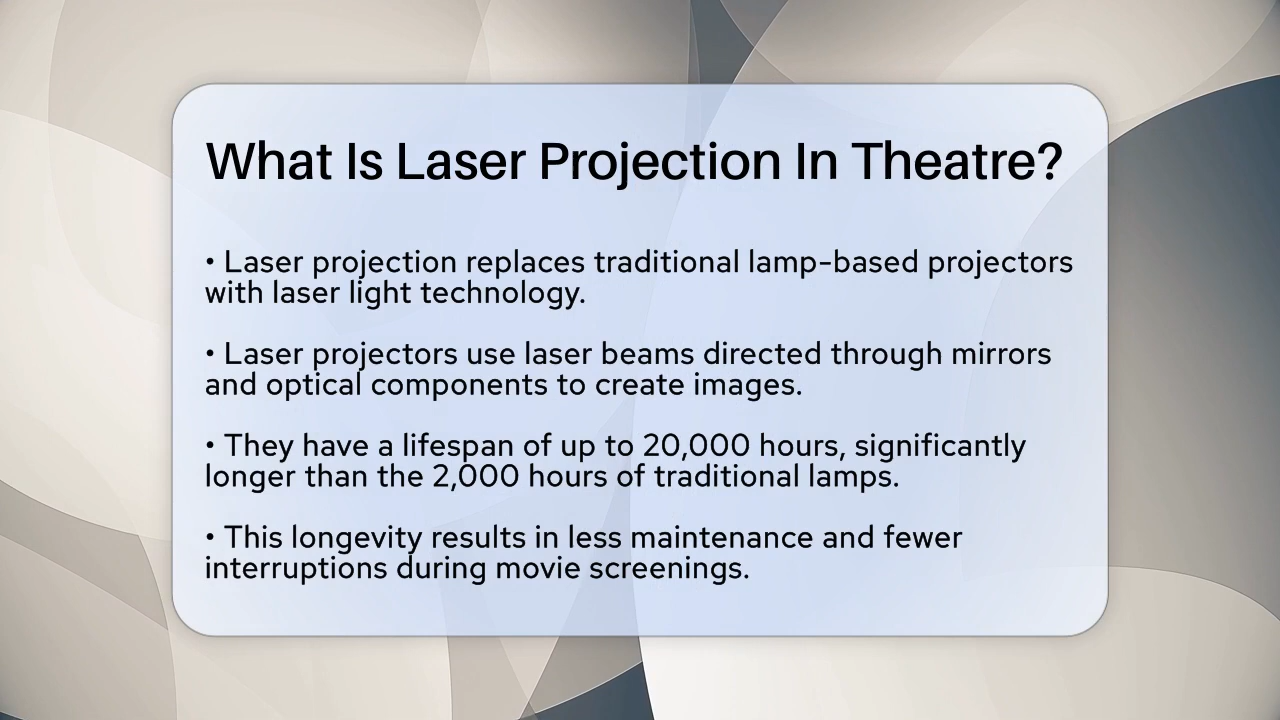 What Is Laser Projection In Theatre?
• Laser projection replaces traditional lamp-based projectors
with laser light technology.
• Laser projectors use laser beams directed through mirrors
and optical components to create images.
• They have a lifespan of up to 20,000 hours, significantly
longer than the 2,000 hours of traditional lamps.
• This longevity results in less maintenance and fewer
interruptions during movie screenings.